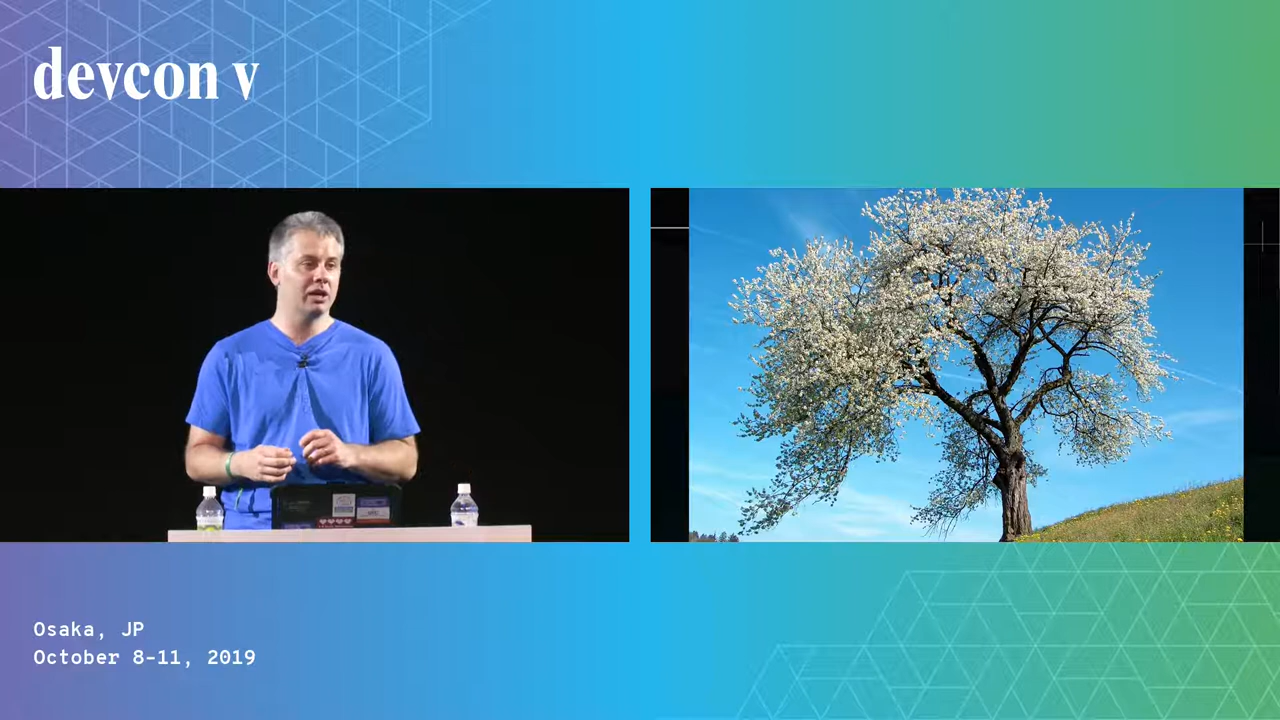 devcon v
Osaka, JP
October 8-11, 2019